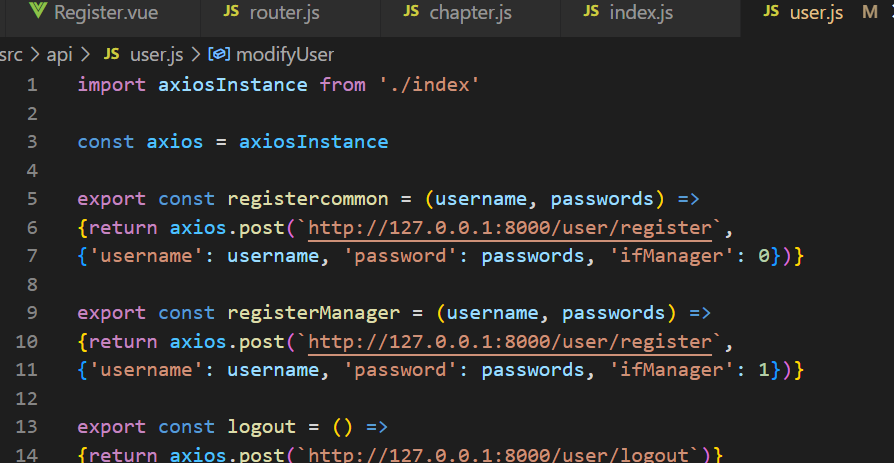 Register.vue JS router.js JS chapter.js JS index.js JS user.js M
src > api > JS user.js > modifyUser
1 import axiosInstance from './index'
2
3 const axios = axiosInstance
4
5 export const registercommon = (username, passwords) =>
6 {return axios.post(`http://127.0.0.1:8000/user/register`,
7 {'username': username, 'password': passwords, 'ifManager': 0})}
8
9 export const registerManager = (username, passwords) =>
10 {return axios.post(`http://127.0.0.1:8000/user/register`,
11 {'username': username, 'password': passwords, 'ifManager': 1})}
12
13 export const logout = () =>
14 {return axios.post(`http://127.0.0.1:8000/user/logout`)}